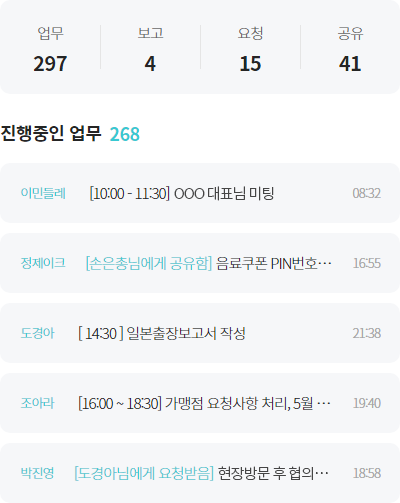 업무 보고 요청 공유
297 4 15 41
진행중인 업무 268
이민들레 [10:00 - 11:30] OOO 대표님 미팅 08:32
정제이크 [손은총님에게 공유함] 음료쿠폰 PIN번호… 16:55
도경아 [ 14:30 ] 일본출장보고서 작성 21:38
조아라 [16:00 ~ 18:30] 가맹점 요청사항 처리, 5월 … 19:40
박진영 [도경아님에게 요청받음] 현장방문 후 협의… 18:58